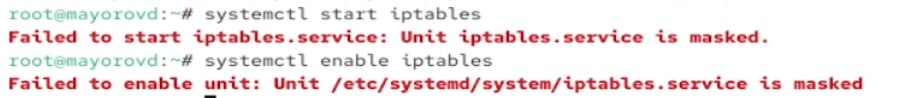 root@mayorovd:~# systemctl start iptables
Failed to start iptables.service: Unit iptables.service is masked.
root@mayorovd:~# systemctl enable iptables
Failed to enable unit: Unit /etc/systemd/system/iptables.service is masked